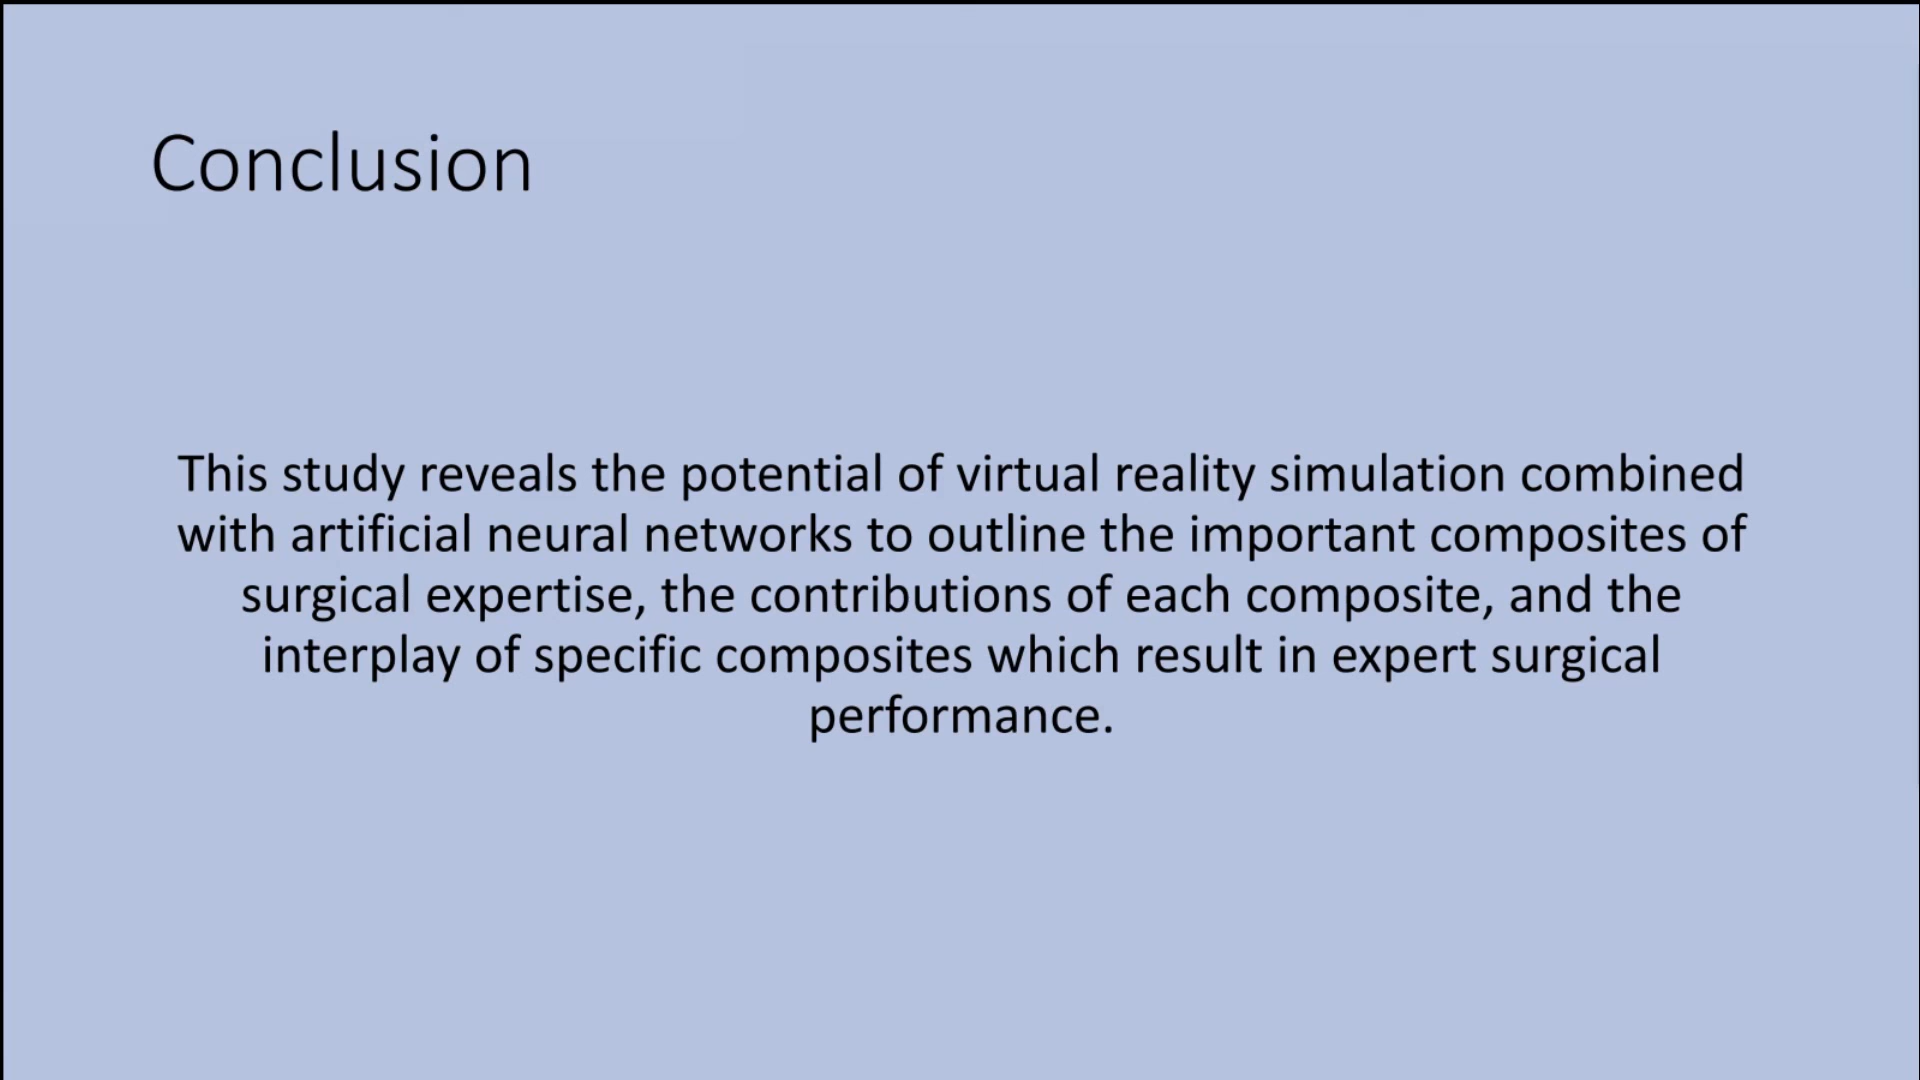 Conclusion
This study reveals the potential of virtual reality simulation combined
with artificial neural networks to outline the important composites of
surgical expertise, the contributions of each composite, and the
interplay of specific composites which result in expert surgical
performance.